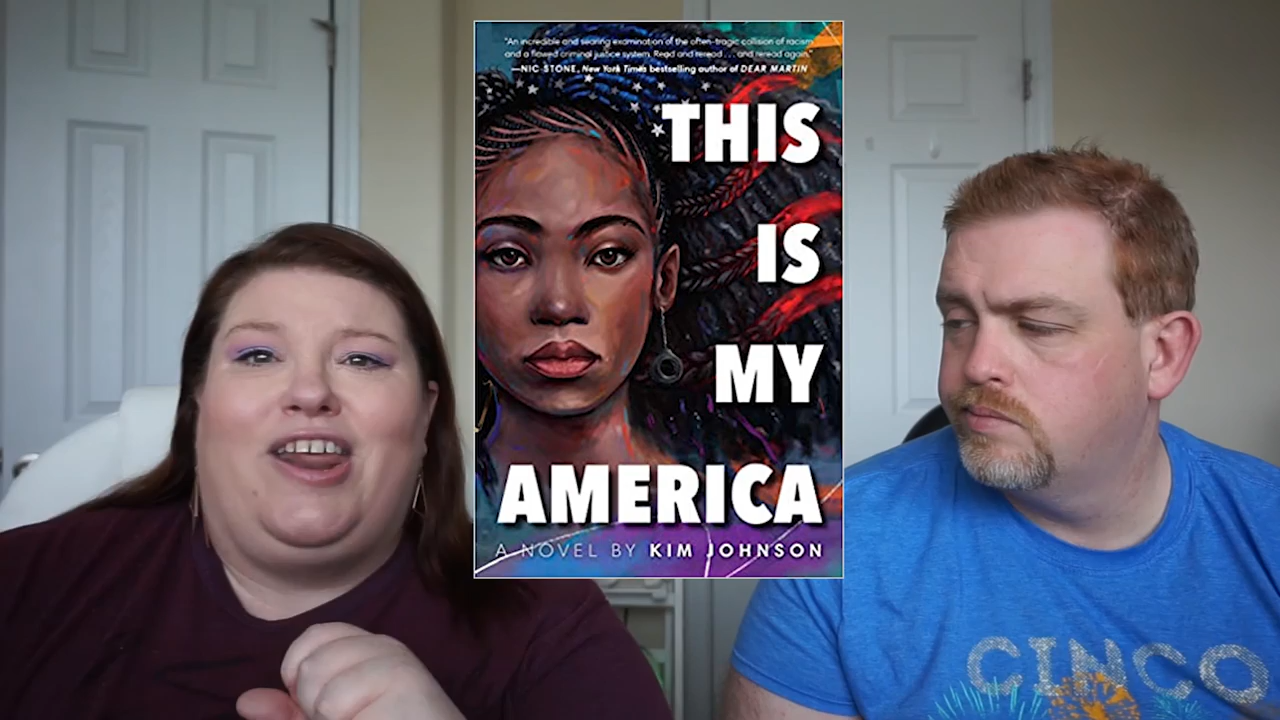 "An incredible and searing examination of the often-tragic collision of racism
and a flawed criminal justice system. Read and reread . . . and reread again."
—NIC STONE, New York Times bestselling author of DEAR MARTIN
THIS
IS
MY
AMERICA
A NOVEL BY KIM JOHNSON
CINCO